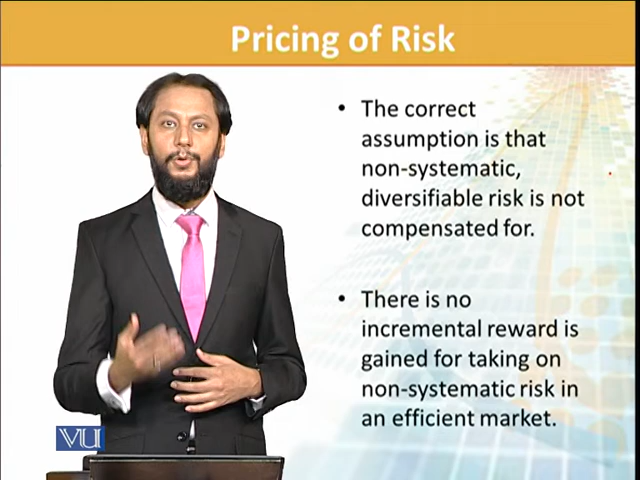 Pricing of Risk
• The correct
assumption is that
non-systematic,
diversifiable risk is not
compensated for.
• There is no
incremental reward is
gained for taking on
non-systematic risk in
an efficient market.
VU